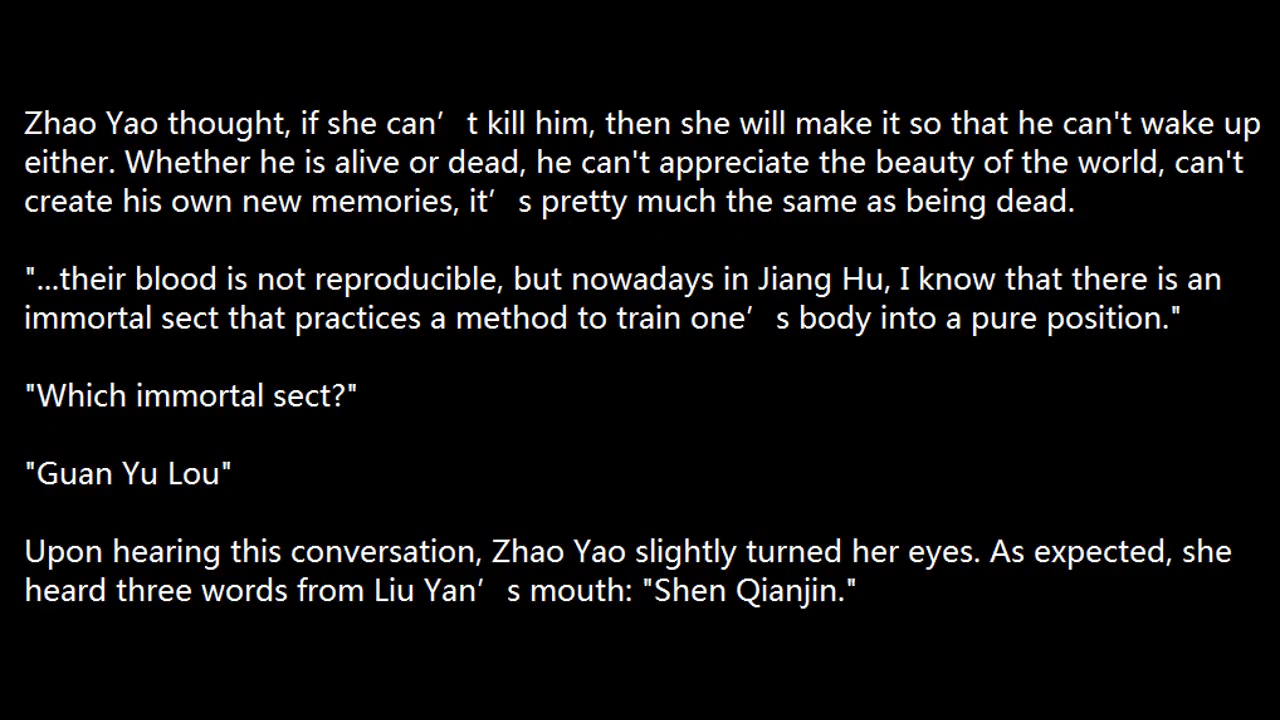 Zhao Yao thought, if she can’ t kill him, then she will make it so that he can't wake up
either. Whether he is alive or dead, he can't appreciate the beauty of the world, can't
create his own new memories, it’ s pretty much the same as being dead.
"...their blood is not reproducible, but nowadays in Jiang Hu, I know that there is an
immortal sect that practices a method to train one’ s body into a pure position."
"Which immortal sect?"
"Guan Yu Lou"
Upon hearing this conversation, Zhao Yao slightly turned her eyes. As expected, she
heard three words from Liu Yan’ s mouth: "Shen Qianjin."